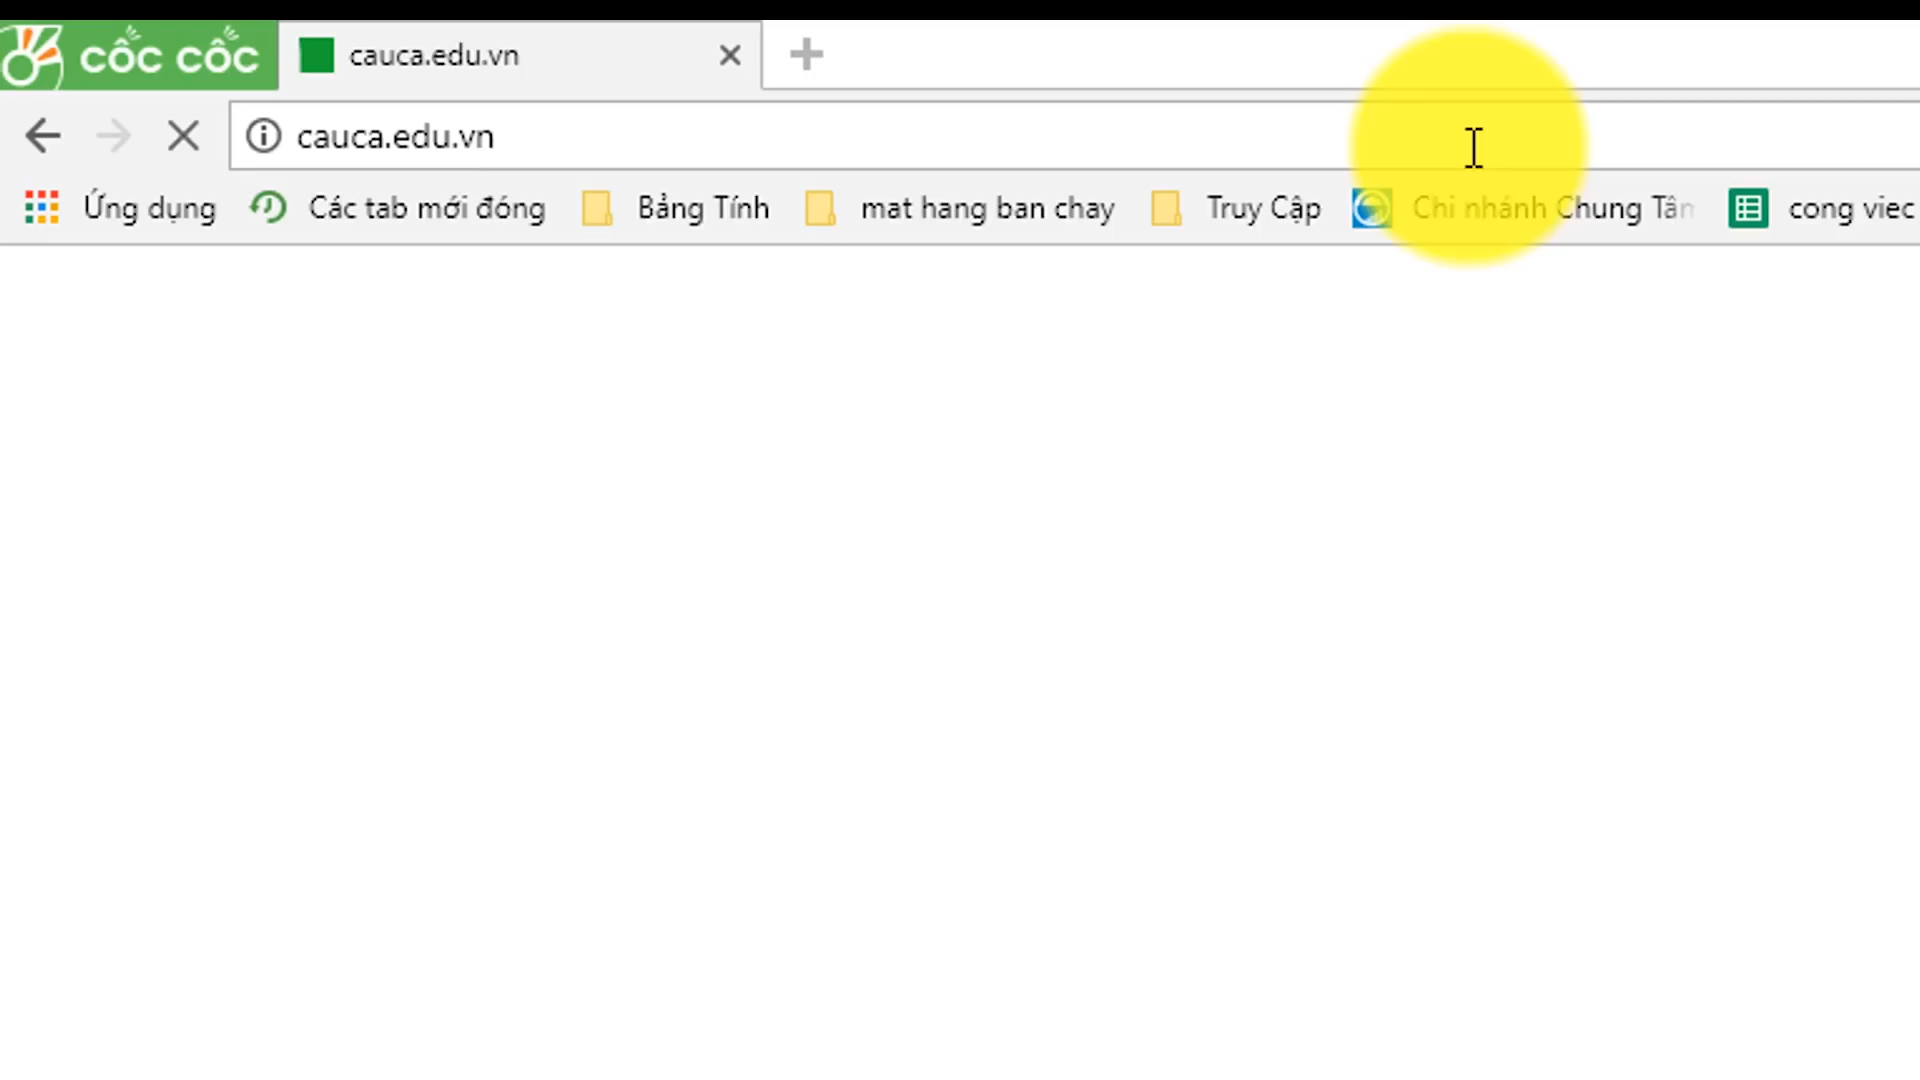 cốc cốc cauca.edu.vn
cauca.edu.vn
Ứng dụng Các tab mới đóng Bảng Tính mat hang ban chay Truy Cập Chi nhánh Chung Tân cong viec